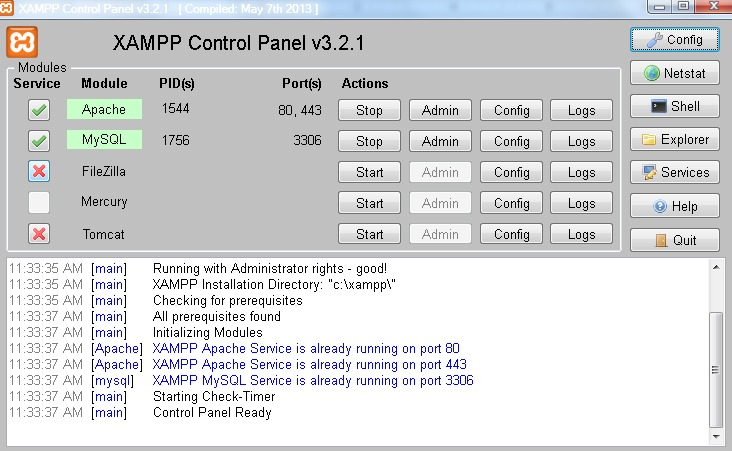 XAMPP Control Panel v3.2.1 [ Compiled: May 7th 2013 ]
XAMPP Control Panel v3.2.1
Config
Modules
Service Module PID(s) Port(s) Actions
Apache 1544 80, 443 Stop Admin Config Logs
MySQL 1756 3306 Stop Admin Config Logs
FileZilla Start Admin Config Logs
Mercury Start Admin Config Logs
Tomcat Start Admin Config Logs
Netstat
Shell
Explorer
Services
Help
Quit
11:33:35 AM [main] Running with Administrator rights - good!
11:33:35 AM [main] XAMPP Installation Directory: "c:\xampp\"
11:33:35 AM [main] Checking for prerequisites
11:33:37 AM [main] All prerequisites found
11:33:37 AM [main] Initializing Modules
11:33:37 AM [Apache] XAMPP Apache Service is already running on port 80
11:33:37 AM [Apache] XAMPP Apache Service is already running on port 443
11:33:37 AM [mysql] XAMPP MySQL Service is already running on port 3306
11:33:37 AM [main] Starting Check-Timer
11:33:37 AM [main] Control Panel Ready